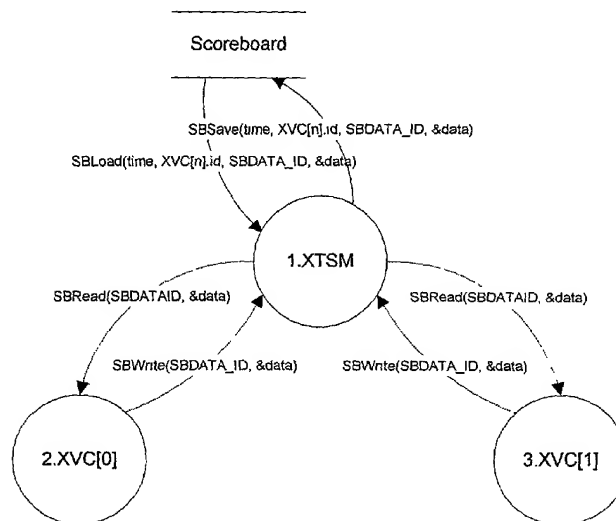 Scoreboard
SBSave(time, XVC[n].id, SBDATA_ID, &data)
SBLoad(time, XVC[n].id, SBDATA_ID, &data)
1.XTSM
SBRead(SBDATAID, &data)
SBRead(SBDATAID, &data)
SBWrite(SBDATA_ID, &data)
SBWrite(SBDATA_ID, &data)
2.XVC[0]
3.XVC[1]